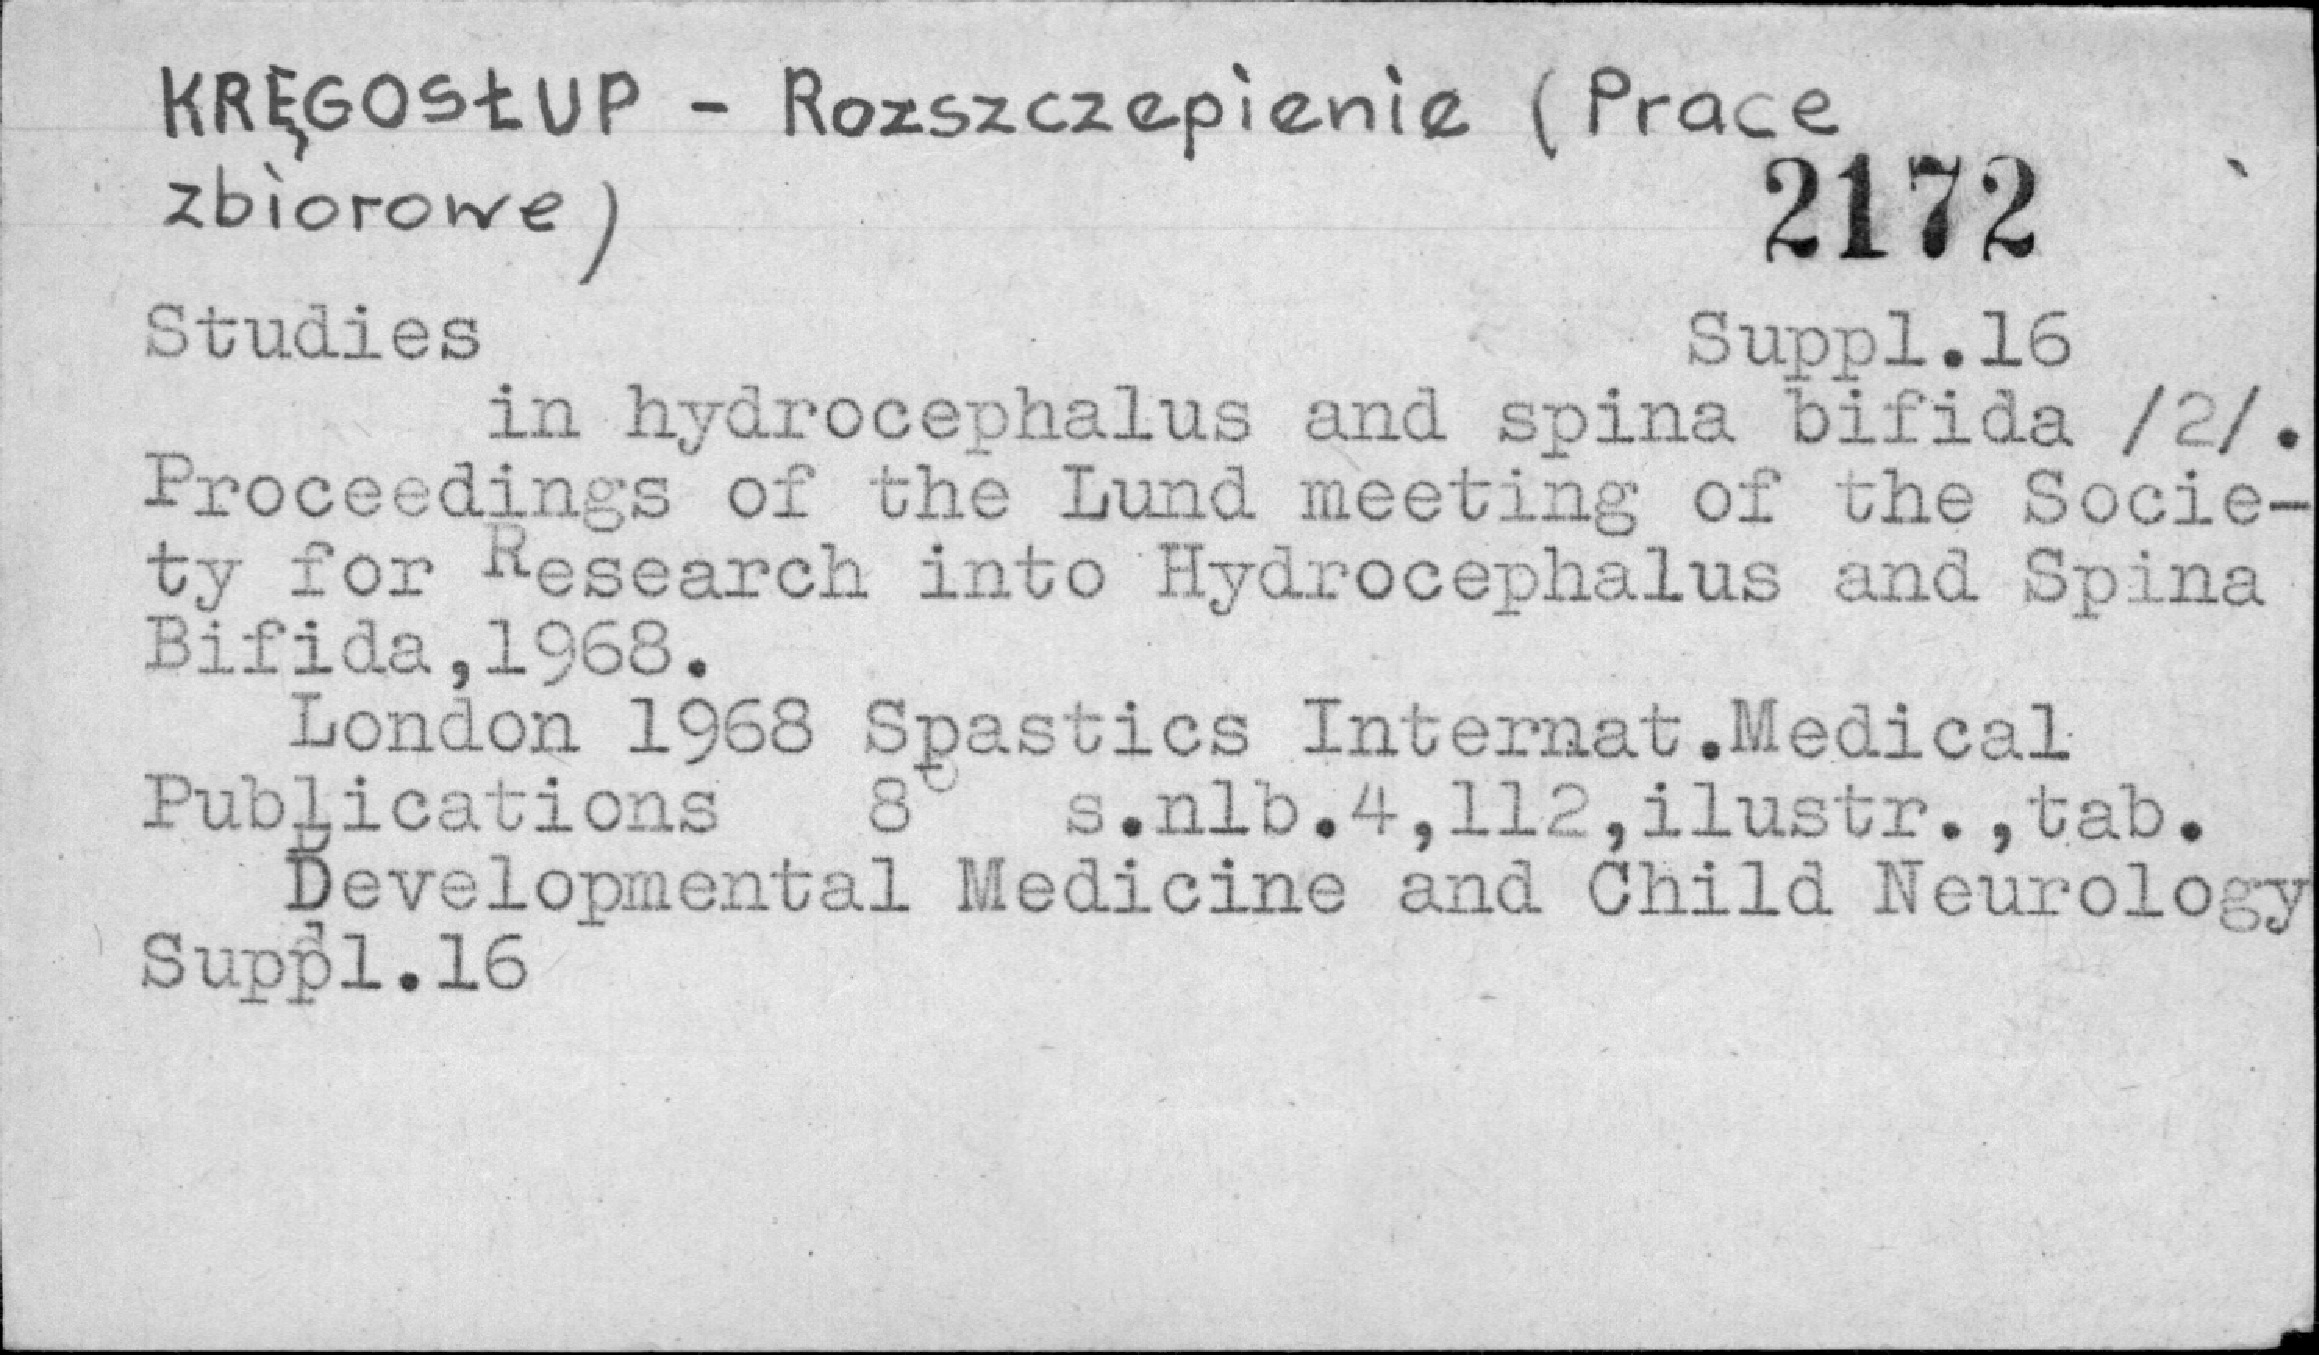 KRĘGOSŁUP - Rozszczepienie (Prace
zbiorowe)
2172
Studies
Suppl.16
in hydrocephalus and spina bifida /2/.
Proceedings of the Lund meeting of the Socie-
ty for Research into Hydrocephalus and Spina
Bifida,1968.
London 1968 Spastics Internat.Medical
Publications 8° s.nlb.4,112,ilustr.,tab.
Developmental Medicine and Child Neurology
Suppl.16